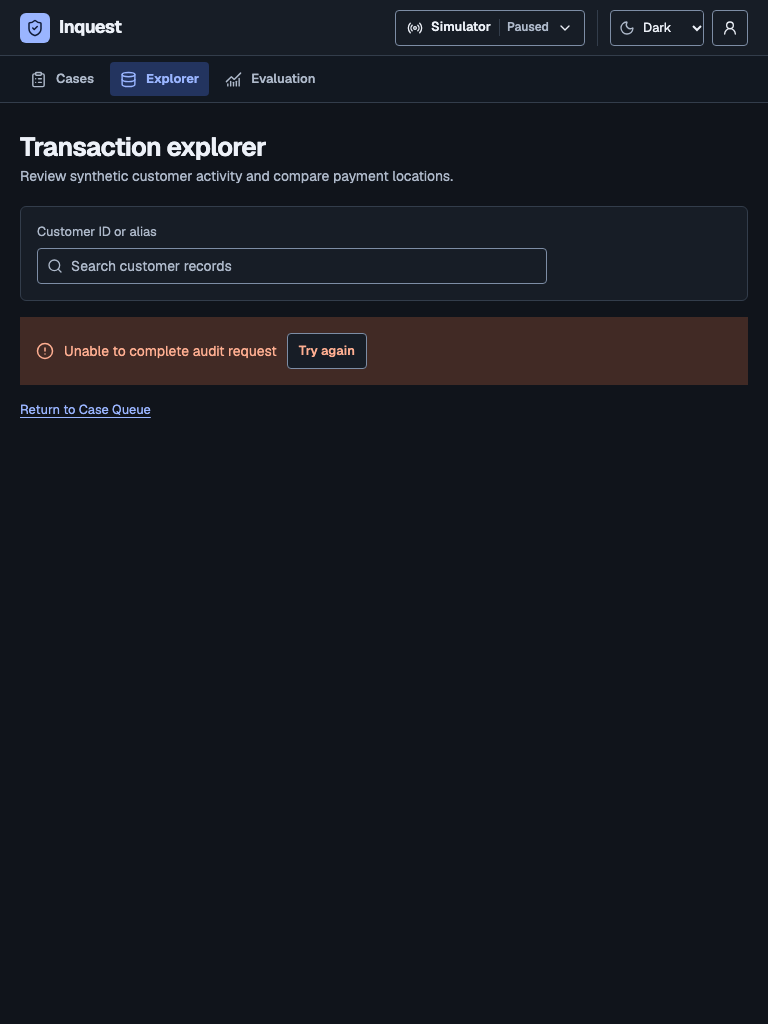 Inquest
Simulator Paused
Dark
Cases
Explorer
Evaluation
Transaction explorer
Review synthetic customer activity and compare payment locations.
Customer ID or alias
Search customer records
Unable to complete audit request
Try again
Return to Case Queue